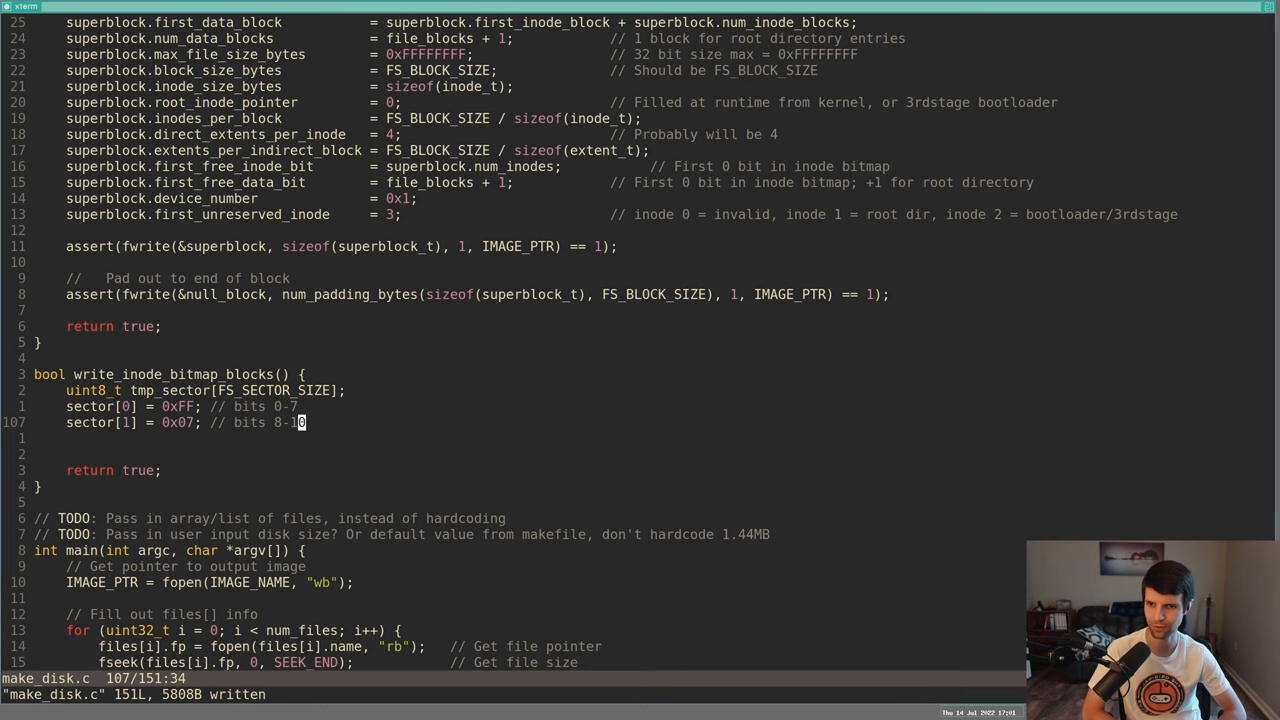 xterm
25 superblock.first_data_block = superblock.first_inode_block + superblock.num_inode_blocks;
24 superblock.num_data_blocks = file_blocks + 1; // 1 block for root directory entries
23 superblock.max_file_size_bytes = 0xFFFFFFFF; // 32 bit size max = 0xFFFFFFFF
22 superblock.block_size_bytes = FS_BLOCK_SIZE; // Should be FS_BLOCK_SIZE
21 superblock.inode_size_bytes = sizeof(inode_t);
20 superblock.root_inode_pointer = 0; // Filled at runtime from kernel, or 3rdstage bootloader
19 superblock.inodes_per_block = FS_BLOCK_SIZE / sizeof(inode_t);
18 superblock.direct_extents_per_inode = 4; // Probably will be 4
17 superblock.extents_per_indirect_block = FS_BLOCK_SIZE / sizeof(extent_t);
16 superblock.first_free_inode_bit = superblock.num_inodes; // First 0 bit in inode bitmap
15 superblock.first_free_data_bit = file_blocks + 1; // First 0 bit in inode bitmap; +1 for root directory
14 superblock.device_number = 0x1;
13 superblock.first_unreserved_inode = 3; // inode 0 = invalid, inode 1 = root dir, inode 2 = bootloader/3rdstage
12
11 assert(fwrite(&superblock, sizeof(superblock_t), 1, IMAGE_PTR) == 1);
10
9 // Pad out to end of block
8 assert(fwrite(&null_block, num_padding_bytes(sizeof(superblock_t), FS_BLOCK_SIZE), 1, IMAGE_PTR) == 1);
7
6 return true;
5 }
4
3 bool write_inode_bitmap_blocks() {
2 uint8_t tmp_sector[FS_SECTOR_SIZE];
1 sector[0] = 0xFF; // bits 0-7
107 sector[1] = 0x07; // bits 8-10
1
2
3 return true;
4 }
5
6 // TODO: Pass in array/list of files, instead of hardcoding
7 // TODO: Pass in user input disk size? Or default value from makefile, don't hardcode 1.44MB
8 int main(int argc, char *argv[]) {
9 // Get pointer to output image
10 IMAGE_PTR = fopen(IMAGE_NAME, "wb");
11
12 // Fill out files[] info
13 for (uint32_t i = 0; i < num_files; i++) {
14 files[i].fp = fopen(files[i].name, "rb"); // Get file pointer
15 fseek(files[i].fp, 0, SEEK_END); // Get file size
make_disk.c 107/151:34
"make_disk.c" 151L, 5808B written
Thu 14 Jul 2022 17:01